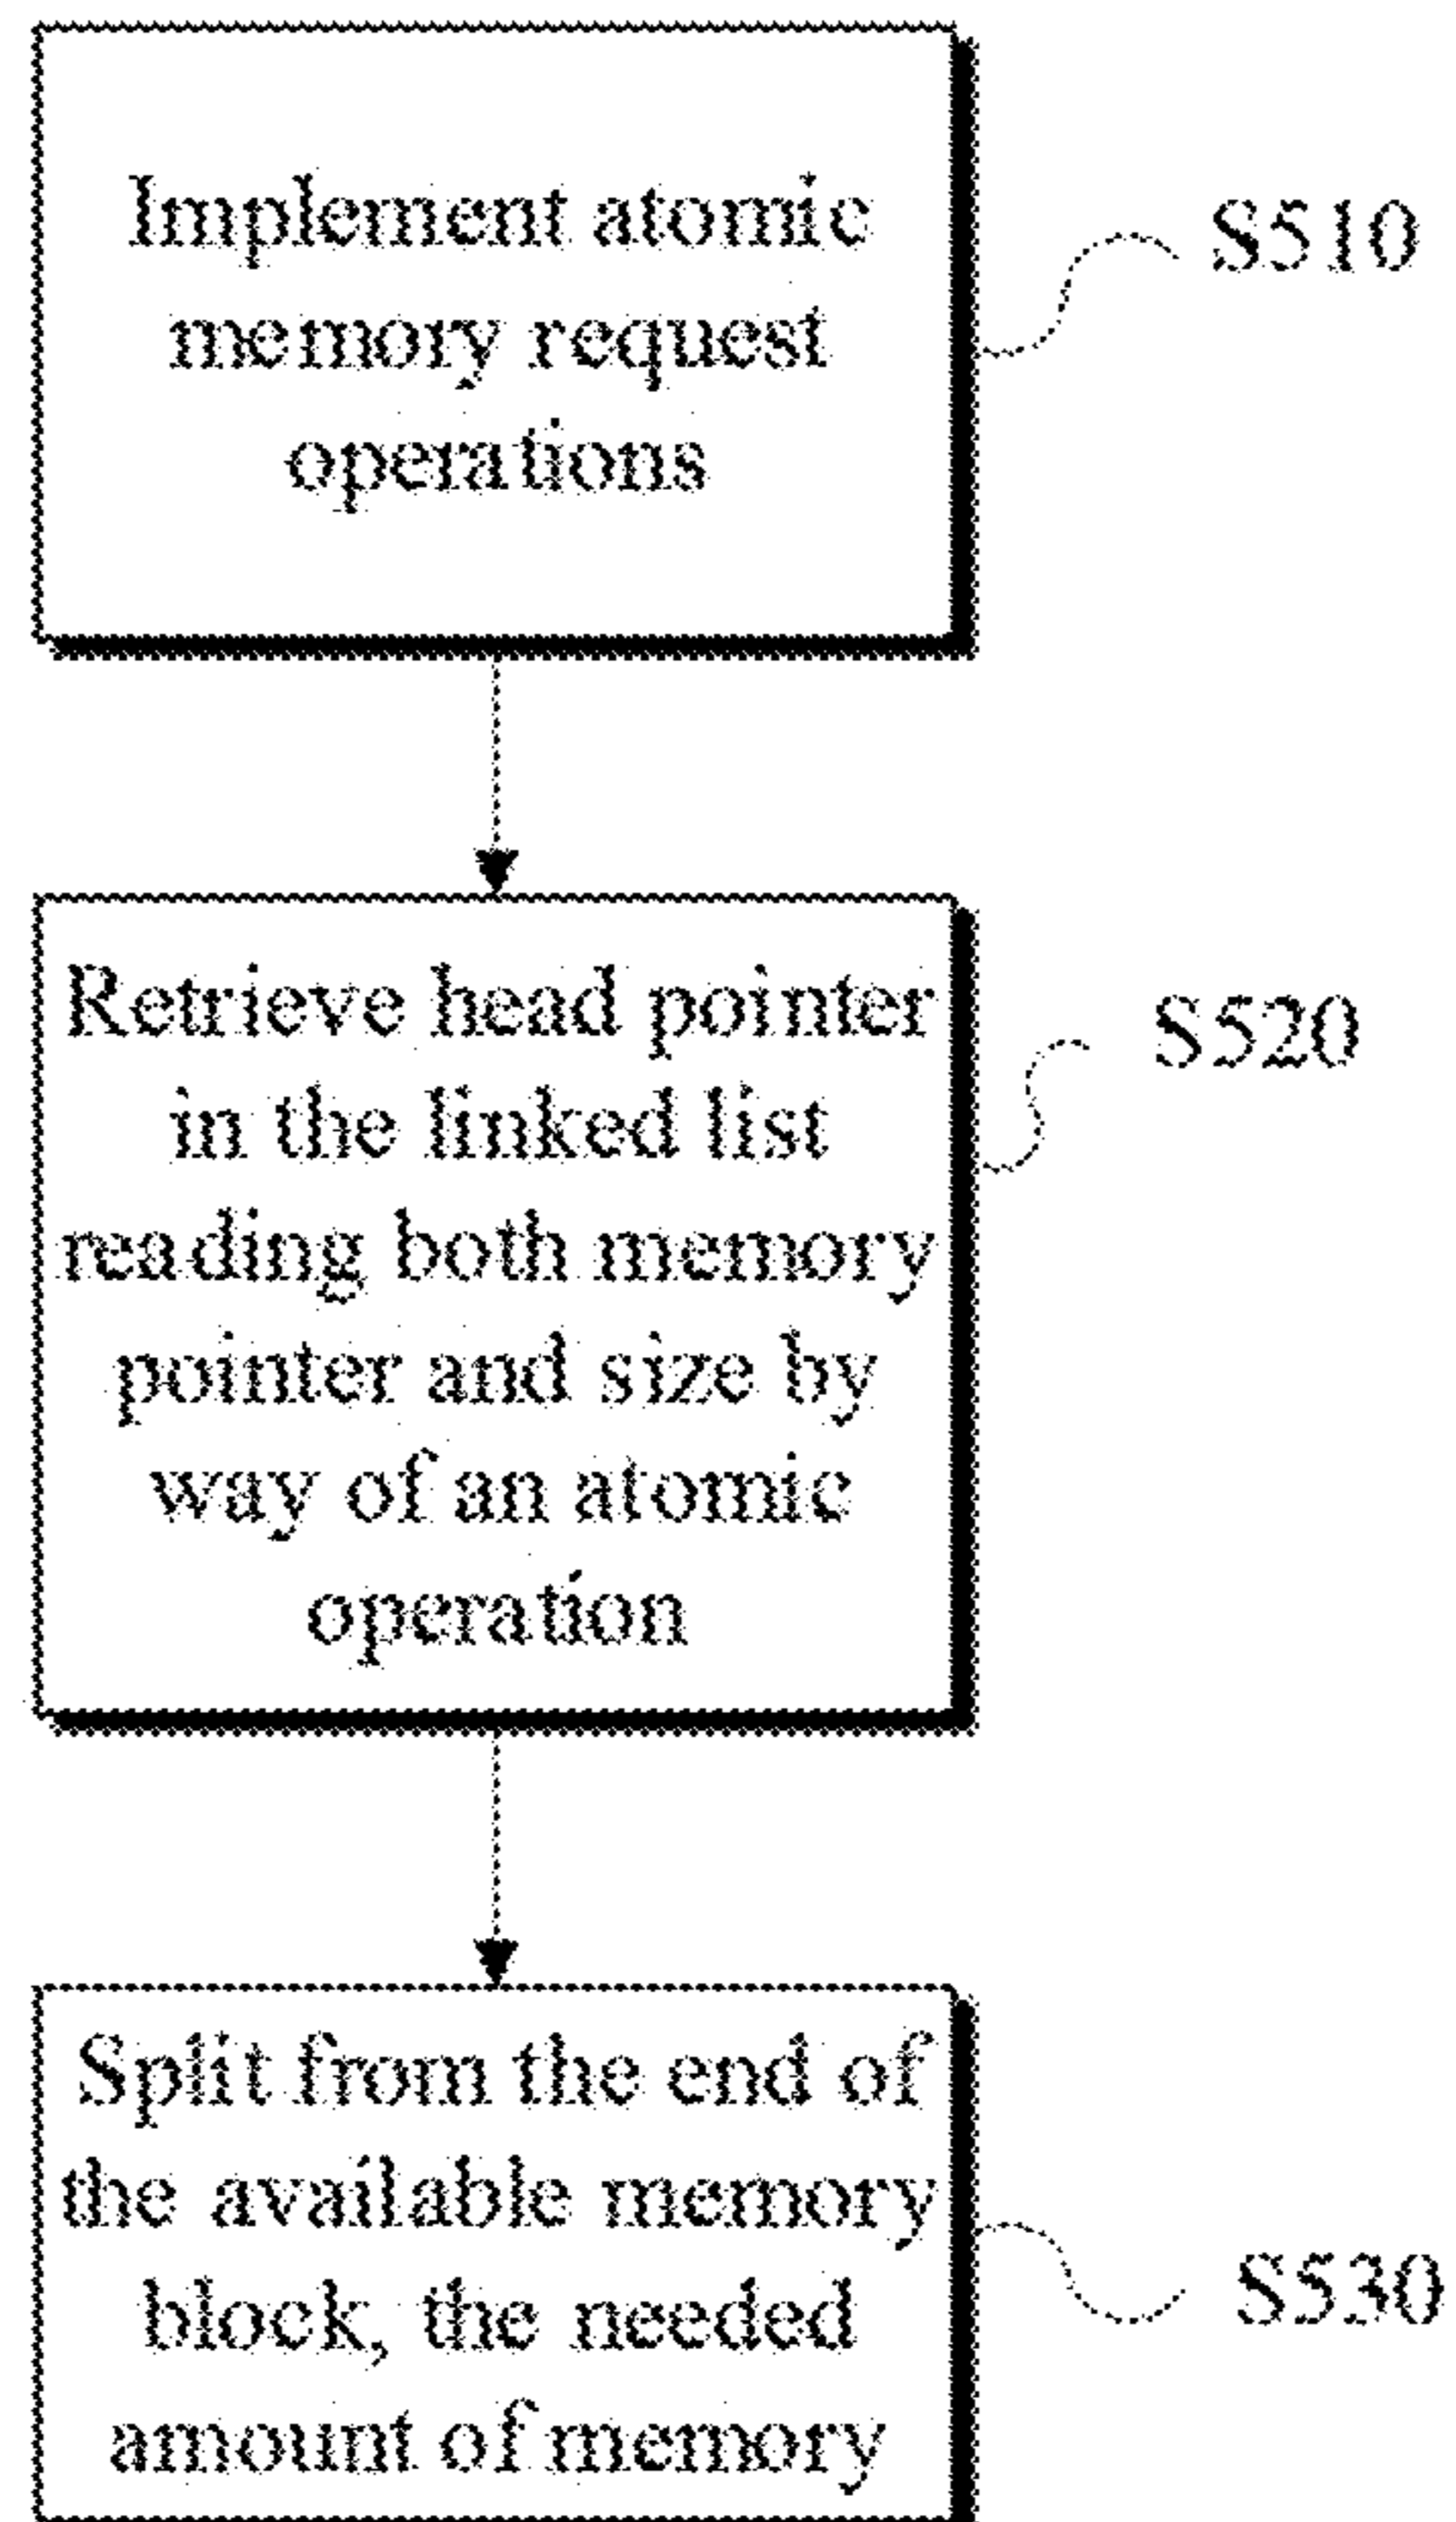 Implement atomic
memory request
operations
S510
Retrieve head pointer
in the linked list
reading both memory
pointer and size by
way of an atomic
operation
S520
Split from the end of
the available memory
block, the needed
amount of memory
S530